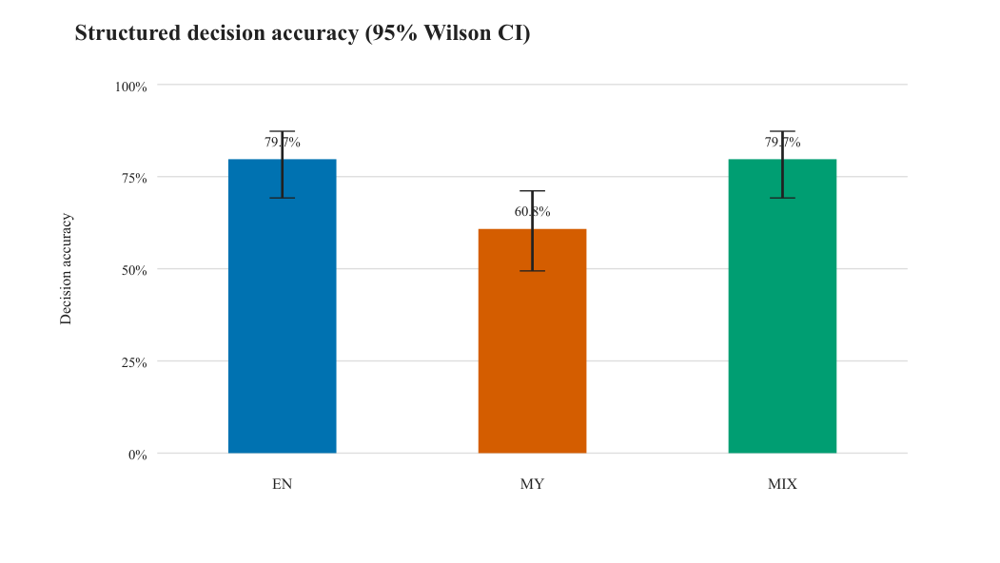 Structured decision accuracy (95% Wilson CI)
100%
75%
50%
25%
0%
Decision accuracy
79.7%
60.8%
79.7%
EN
MY
MIX